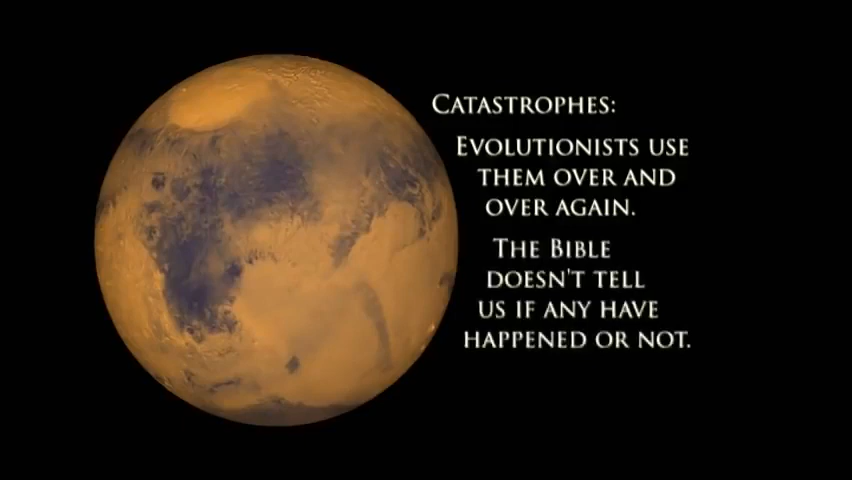 Catastrophes:
Evolutionists use
them over and
over again.
The Bible
doesn't tell
us if any have
happened or not.